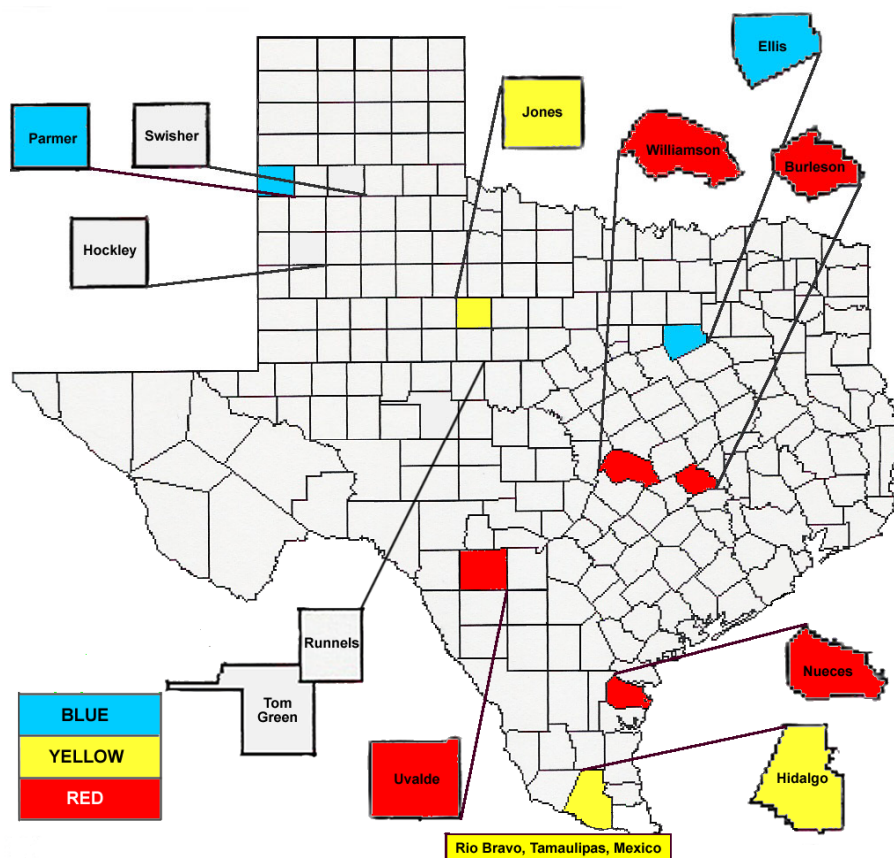 Ellis
Parmer
Swisher
Jones
Williamson
Burleson
Hockley
Runnels
Tom
Green
Nueces
BLUE
YELLOW
RED
Uvalde
Hidalgo
Rio Bravo, Tamaulipas, Mexico